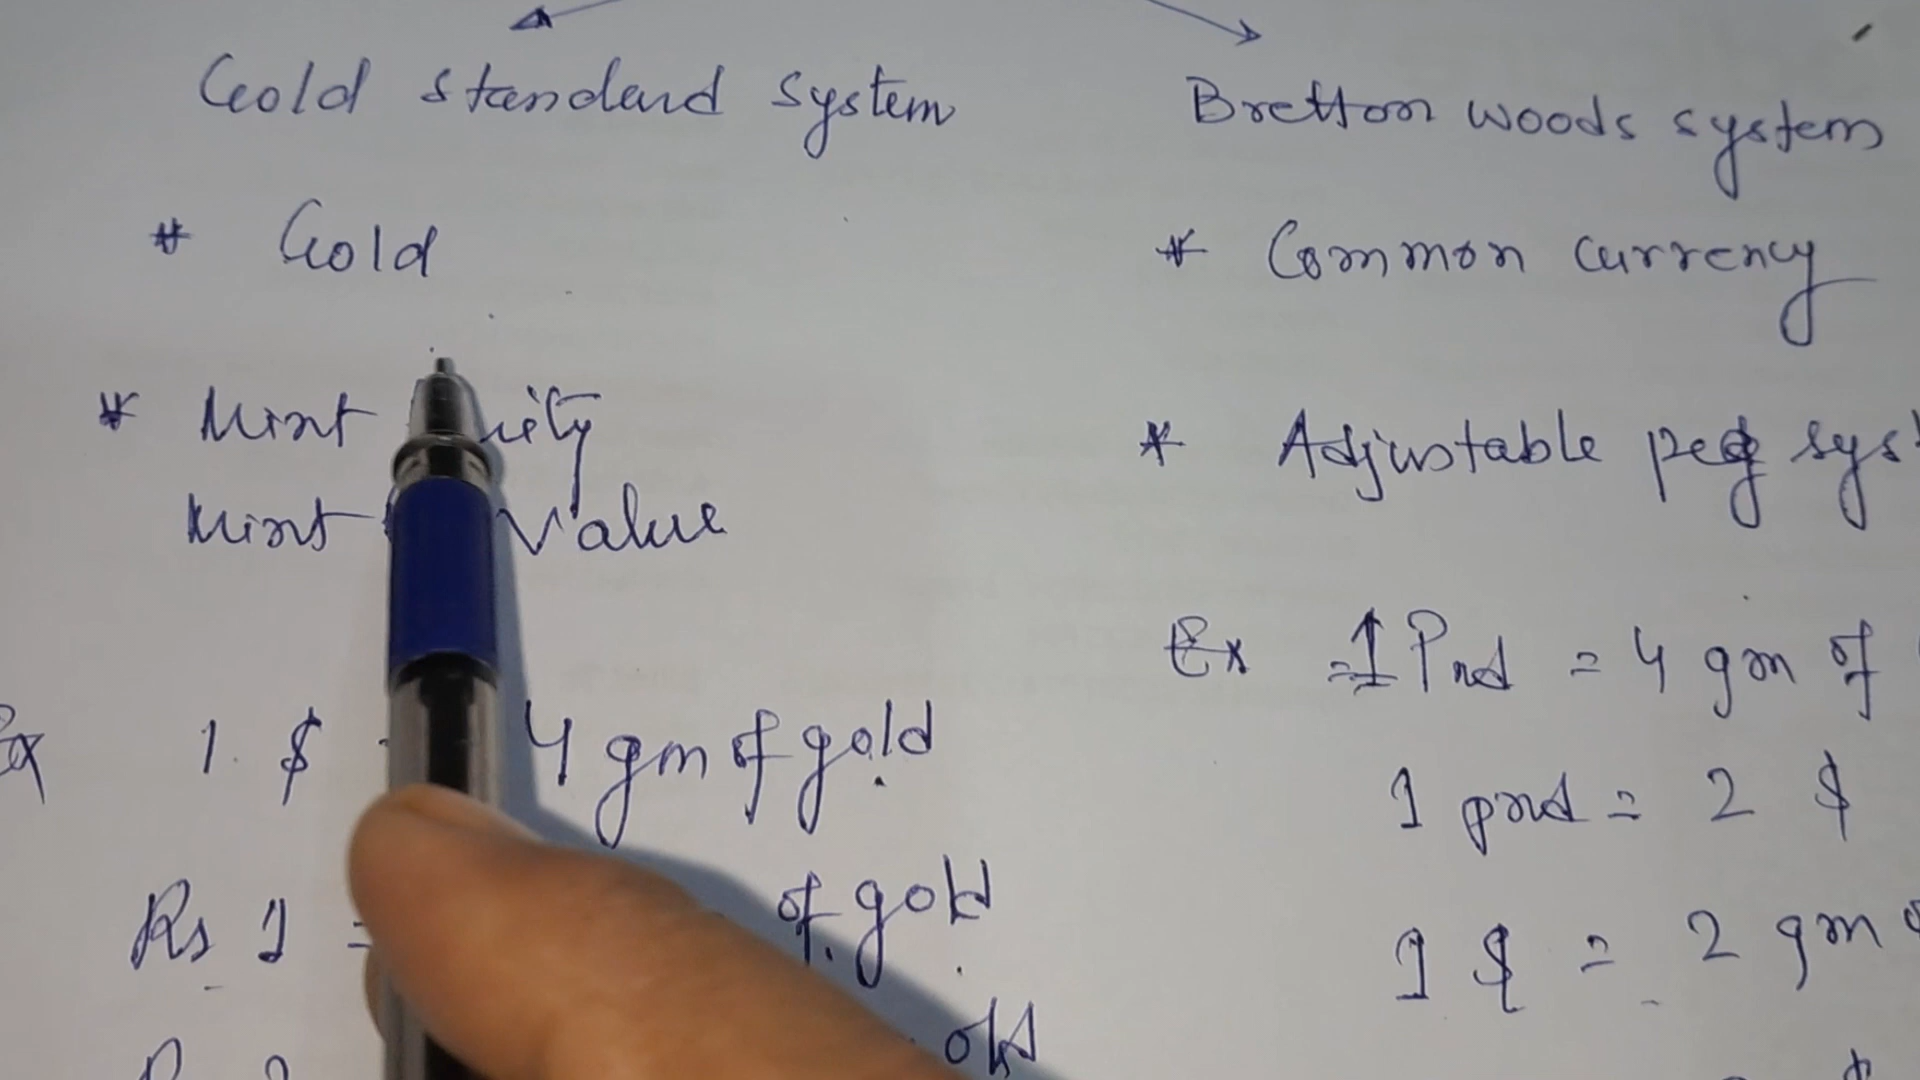 Gold standard system
* Gold
* Mint
Mint Value
Ex 1 $ 4 gm of gold
Rs 1 = of gold
Bretton woods system
* Common currency
* Adjustable peg sys
Ex = 1 Pnd = 4 gm of
1 pnd = 2 $
1 $ = 2 gm